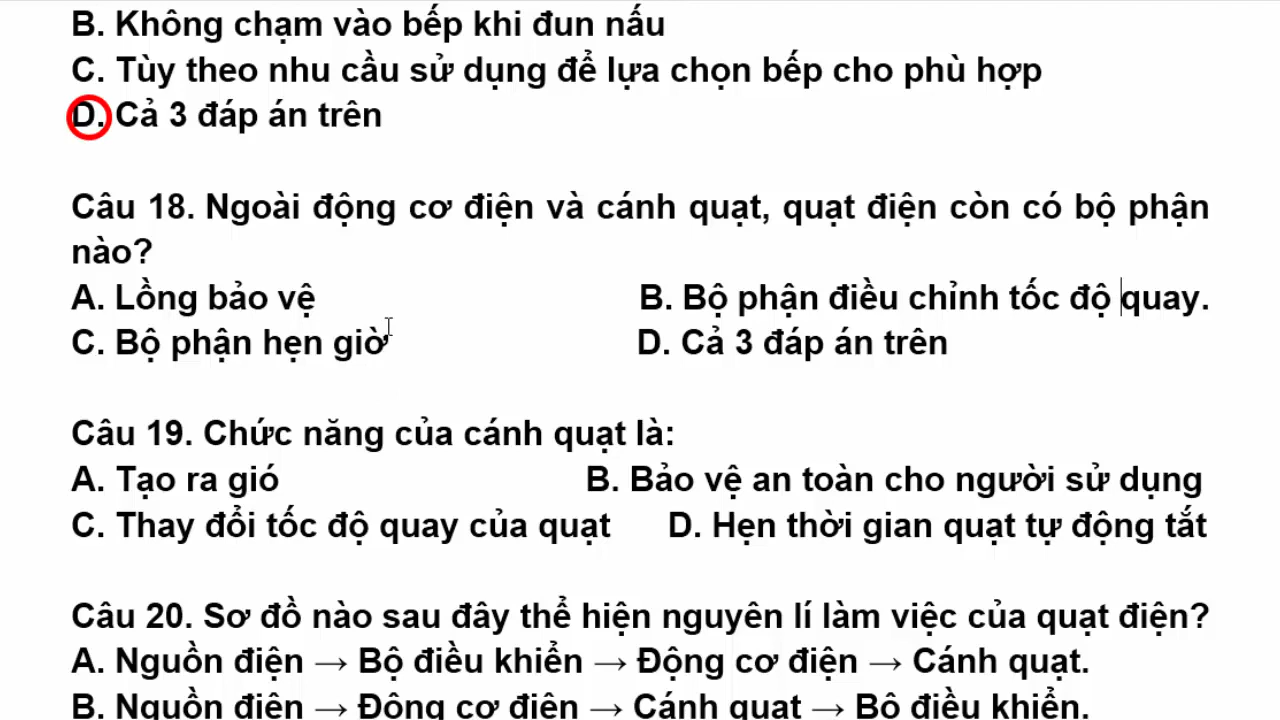 B. Không chạm vào bếp khi đun nấu
C. Tùy theo nhu cầu sử dụng để lựa chọn bếp cho phù hợp
D. Cả 3 đáp án trên
Câu 18. Ngoài động cơ điện và cánh quạt, quạt điện còn có bộ phận
nào?
A. Lồng bảo vệ B. Bộ phận điều chỉnh tốc độ quay.
C. Bộ phận hẹn giờ D. Cả 3 đáp án trên
Câu 19. Chức năng của cánh quạt là:
A. Tạo ra gió B. Bảo vệ an toàn cho người sử dụng
C. Thay đổi tốc độ quay của quạt D. Hẹn thời gian quạt tự động tắt
Câu 20. Sơ đồ nào sau đây thể hiện nguyên lí làm việc của quạt điện?
A. Nguồn điện → Bộ điều khiển → Động cơ điện → Cánh quạt.
B. Nguồn điện → Động cơ điện → Cánh quạt → Bộ điều khiển.